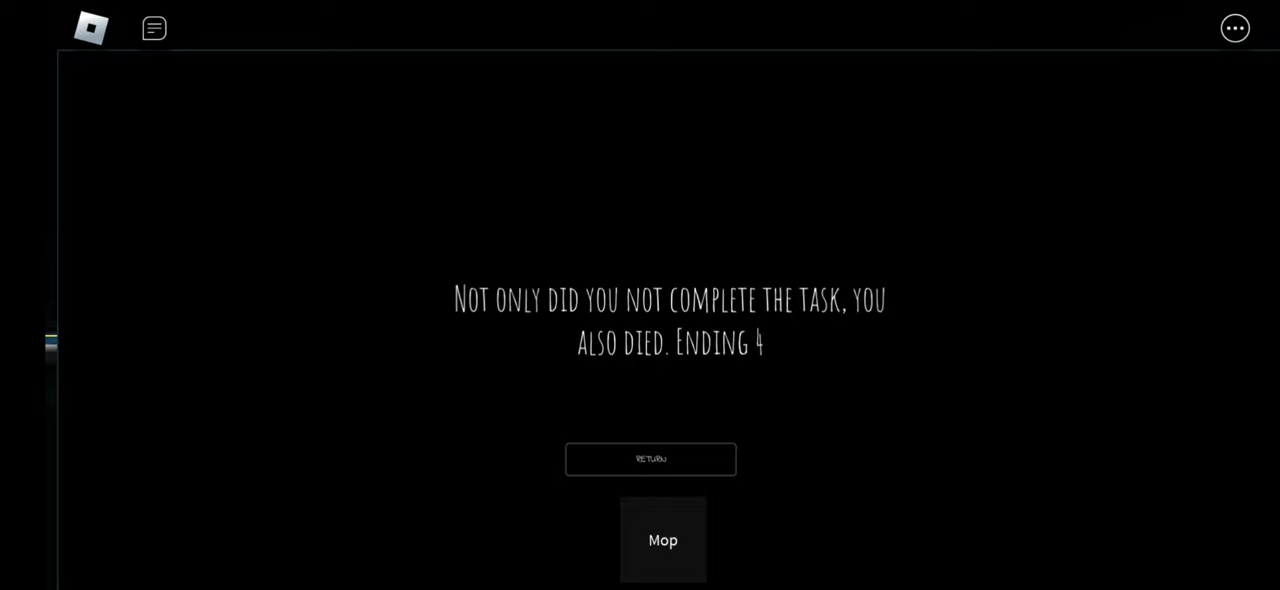 Not only did you not complete the task, you
also died. Ending 4
RETURN
Mop